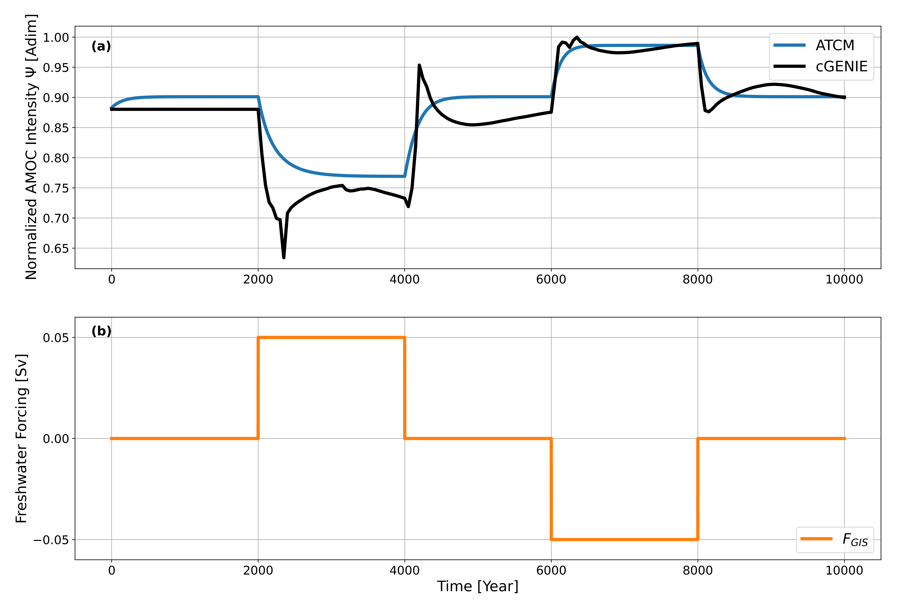 Normalized AMOC Intensity Ψ [Adim]
(a)
ATCM
cGENIE
1.00
0.95
0.90
0.85
0.80
0.75
0.70
0.65
0 2000 4000 6000 8000 10000
Freshwater Forcing [Sv]
(b)
0.05
0.00
−0.05
F_GIS
0 2000 4000 6000 8000 10000
Time [Year]